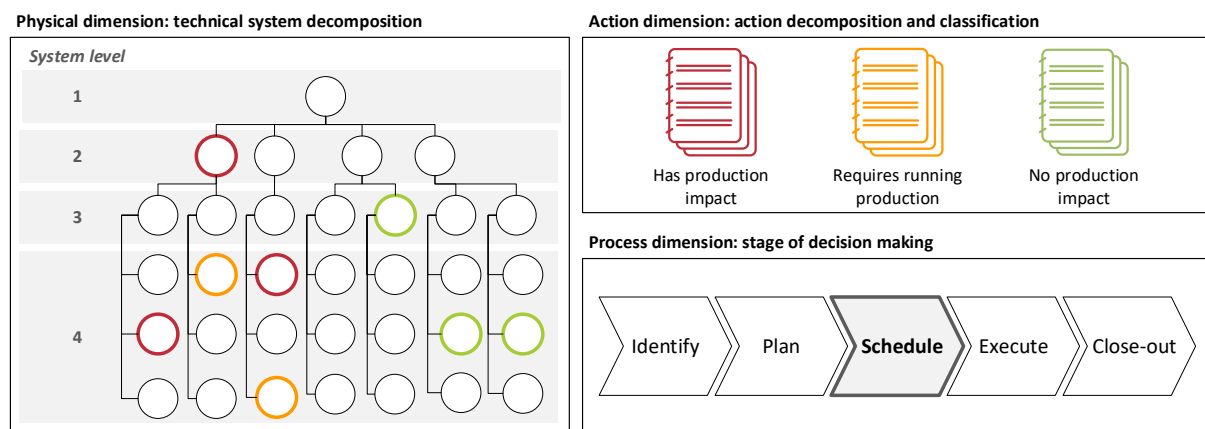 Physical dimension: technical system decomposition
System level
1
2
3
4
Action dimension: action decomposition and classification
Has production
impact
Requires running
production
No production
impact
Process dimension: stage of decision making
Identify
Plan
Schedule
Execute
Close-out